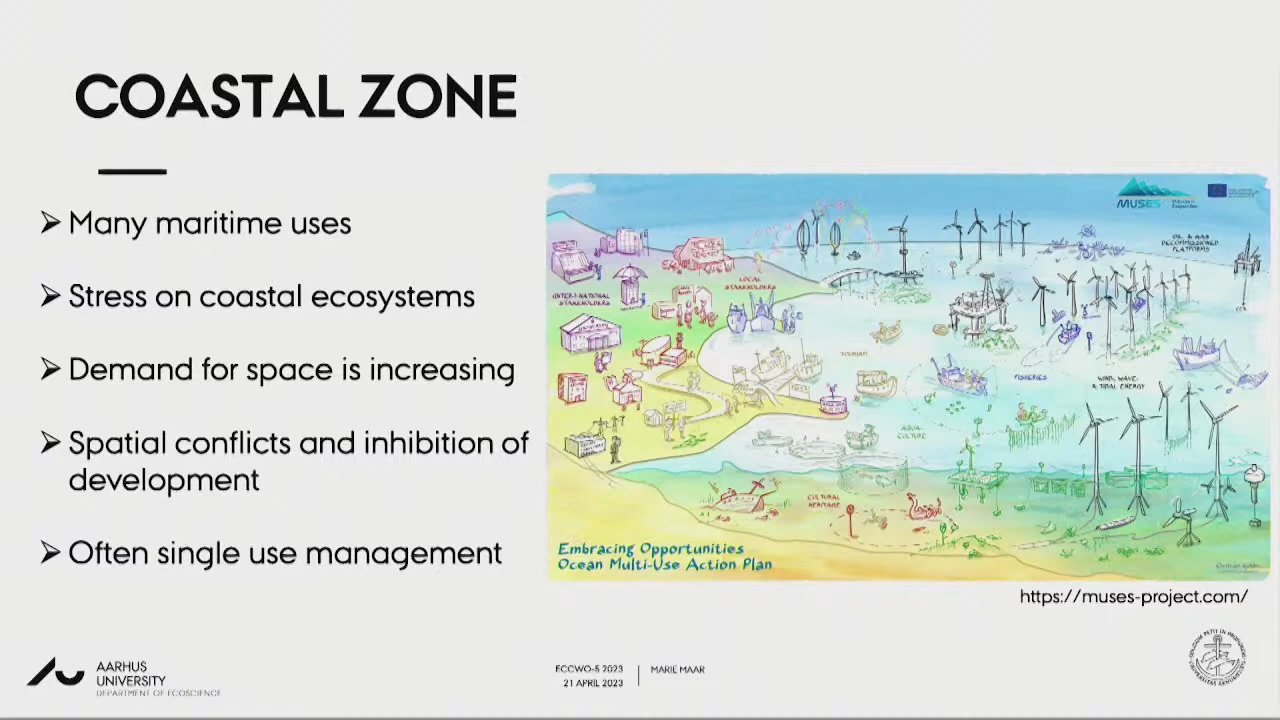 COASTAL ZONE
➢ Many maritime uses
➢ Stress on coastal ecosystems
➢ Demand for space is increasing
➢ Spatial conflicts and inhibition of
development
➢ Often single use management
MUSES
OIL & GAS
DECOMMISSIONED
PLATFORMS
LOCAL
STAKEHOLDERS
STAKEHOLDERS
TOURISM
FISHERIES
WIND, WAVE,
& TIDAL ENERGY
AQUA-
CULTURE
CULTURAL
HERITAGE
Embracing Opportunities
Ocean Multi-Use Action Plan
https://muses-project.com/
AARHUS
UNIVERSITY
DEPARTMENT OF ECOSCIENCE
ECCWO-5 2023
21 APRIL 2023
MARIE MAAR